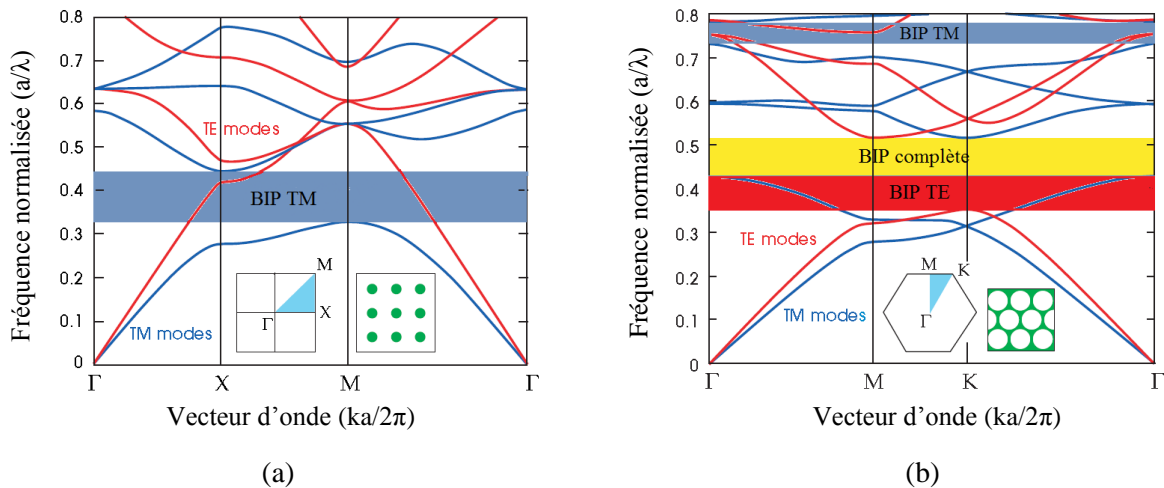 Fréquence normalisée (a/λ)
0.8
0.7
0.6
0.5
0.4
0.3
0.2
0.1
0
TE modes
BIP TM
M
X
Γ
TM modes
Γ
X
M
Γ
Vecteur d’onde (ka/2π)
(a)
Fréquence normalisée (a/λ)
0.8
0.7
0.6
0.5
0.4
0.3
0.2
0.1
0
BIP TM
BIP complète
BIP TE
TE modes
M
K
Γ
TM modes
Γ
M
K
Γ
Vecteur d’onde (ka/2π)
(b)